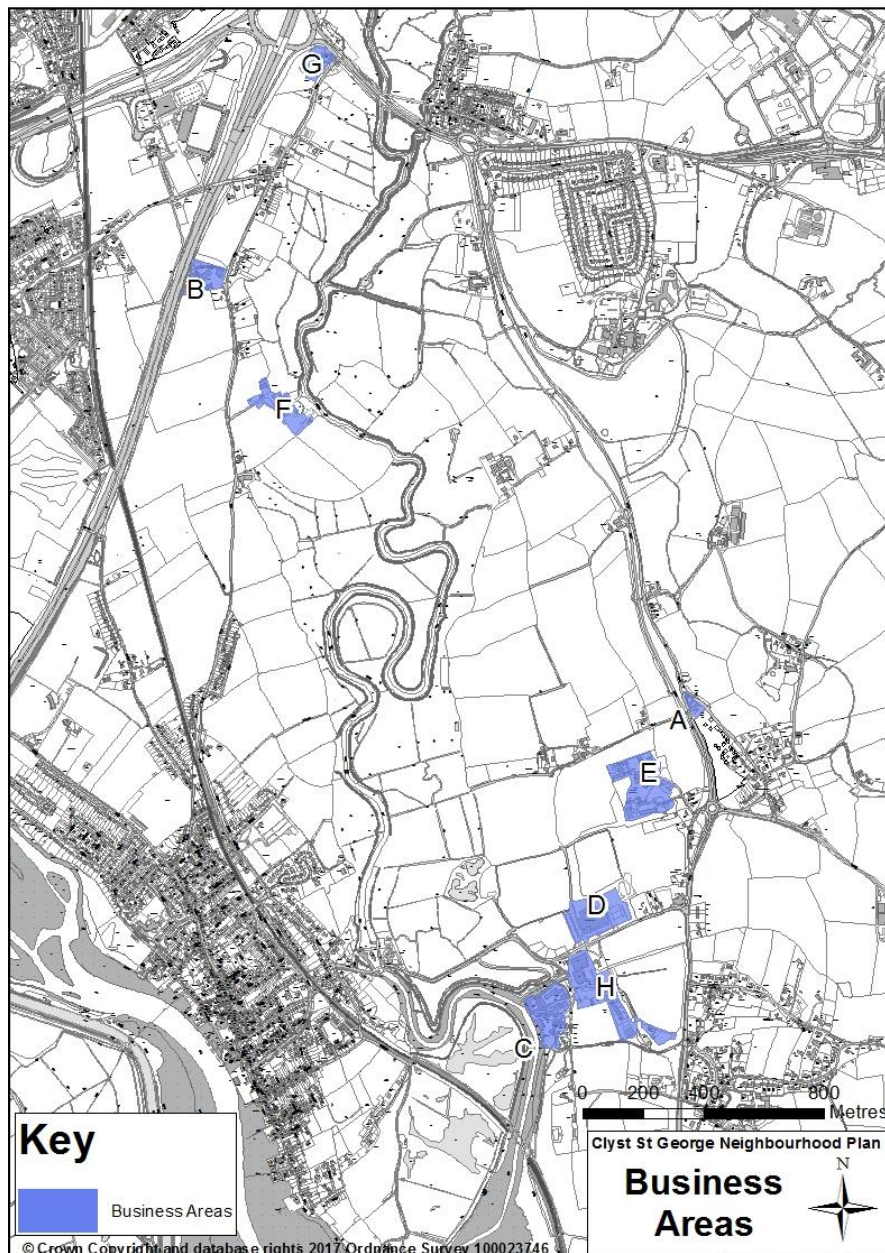 G
B
F
A
E
D
H
C
0 200 400 800
Metres
Key
Business Areas
Clyst St George Neighbourhood Plan
Business
Areas
N
© Crown Copyright and database rights 2017 Ordnance Survey 100023746